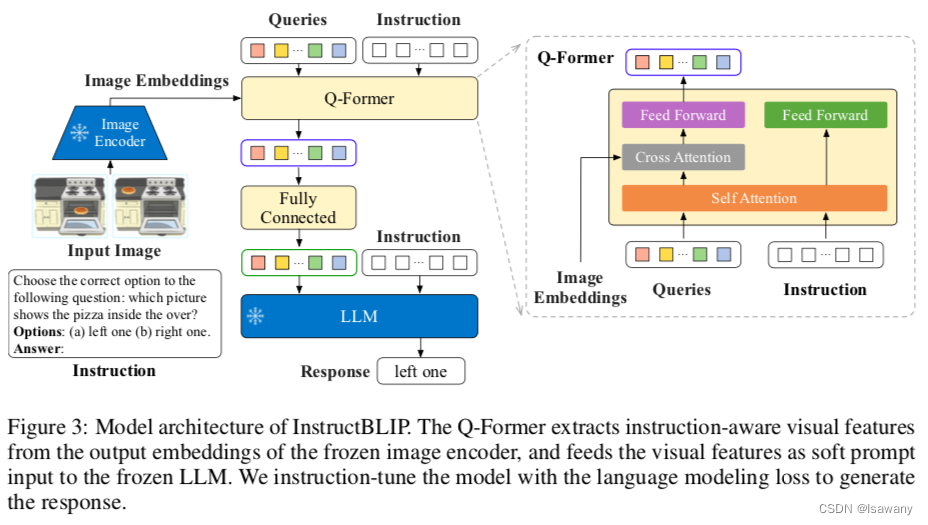 Queries
Instruction
Image Embeddings
Q-Former
Image
Encoder
Input Image
Fully
Connected
Instruction
Choose the correct option to the
following question: which picture
shows the pizza inside the over?
Options: (a) left one (b) right one.
Answer:
Instruction
LLM
Response
left one
Q-Former
Feed Forward
Feed Forward
Cross Attention
Self Attention
Image
Embeddings
Queries
Instruction
Figure 3: Model architecture of InstructBLIP. The Q-Former extracts instruction-aware visual features
from the output embeddings of the frozen image encoder, and feeds the visual features as soft prompt
input to the frozen LLM. We instruction-tune the model with the language modeling loss to generate
the response.
CSDN @lsawany